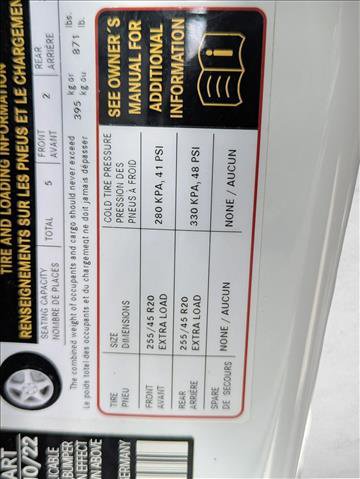 TIRE AND LOADING INFORMATION
RENSEIGNEMENTS SUR LES PNEUS ET LE CHARGEMENT
SEATING CAPACITY
NOMBRE DE PLACES
TOTAL 5
FRONT
AVANT
2
REAR
ARRIÈRE
The combined weight of occupants and cargo should never exceed 395 kg or 871 lbs.
Le poids total des occupants et du chargement ne doit jamais dépasser kg ou lb.
TIRE
PNEU
SIZE
DIMENSIONS
COLD TIRE PRESSURE
PRESSION DES
PNEUS À FROID
SEE OWNER'S
MANUAL FOR
ADDITIONAL
INFORMATION
FRONT
AVANT
255/45 R20
EXTRA LOAD
280 KPA, 41 PSI
REAR
ARRIÈRE
255/45 R20
EXTRA LOAD
330 KPA, 48 PSI
SPARE
DE SECOURS
NONE / AUCUN
NONE / AUCUN
ART
0/22
ICABLE
BUMPER
N EFFECT
ON ABOVE
ERMANY